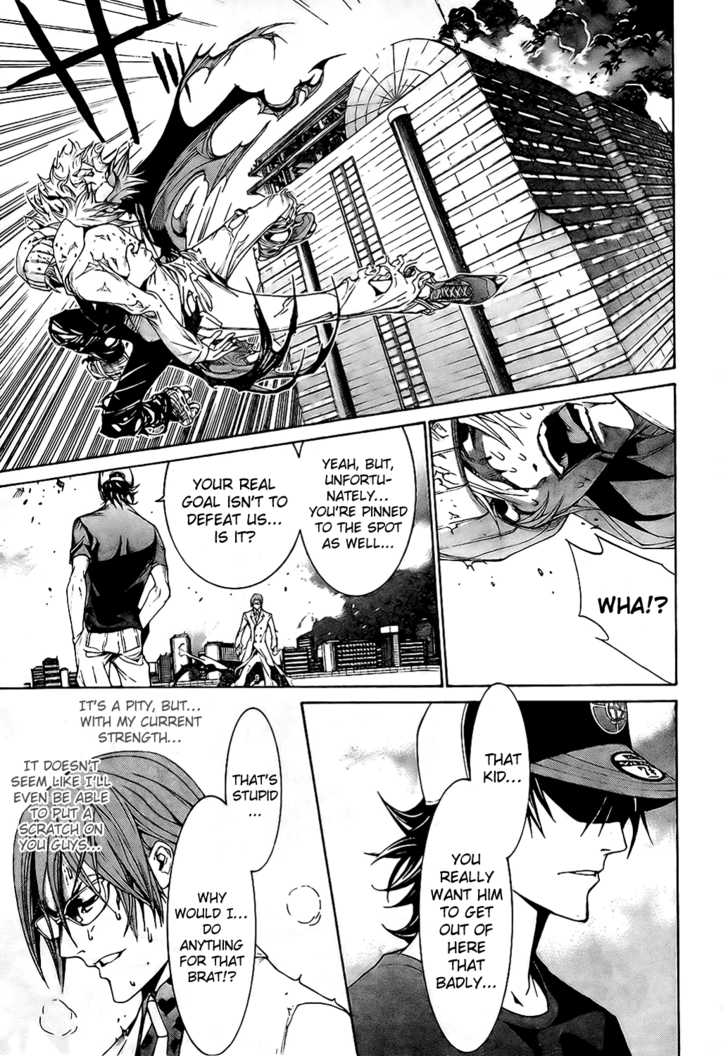 WHA!?
YEAH, BUT,
UNFORTU-
NATELY...
YOU'RE PINNED
TO THE SPOT
AS WELL...
YOUR REAL
GOAL ISN'T TO
DEFEAT US...
IS IT?
THAT
KID...
YOU
REALLY
WANT HIM
TO GET
OUT OF
HERE
THAT
BADLY...
THAT'S
STUPID
...
WHY
WOULD I...
DO
ANYTHING
FOR THAT
BRAT!?
IT'S A PITY, BUT...
WITH MY CURRENT
STRENGTH...
IT DOESN'T
SEEM LIKE I'LL
EVEN BE ABLE
TO PUT A
SCRATCH ON
YOU GUYS...